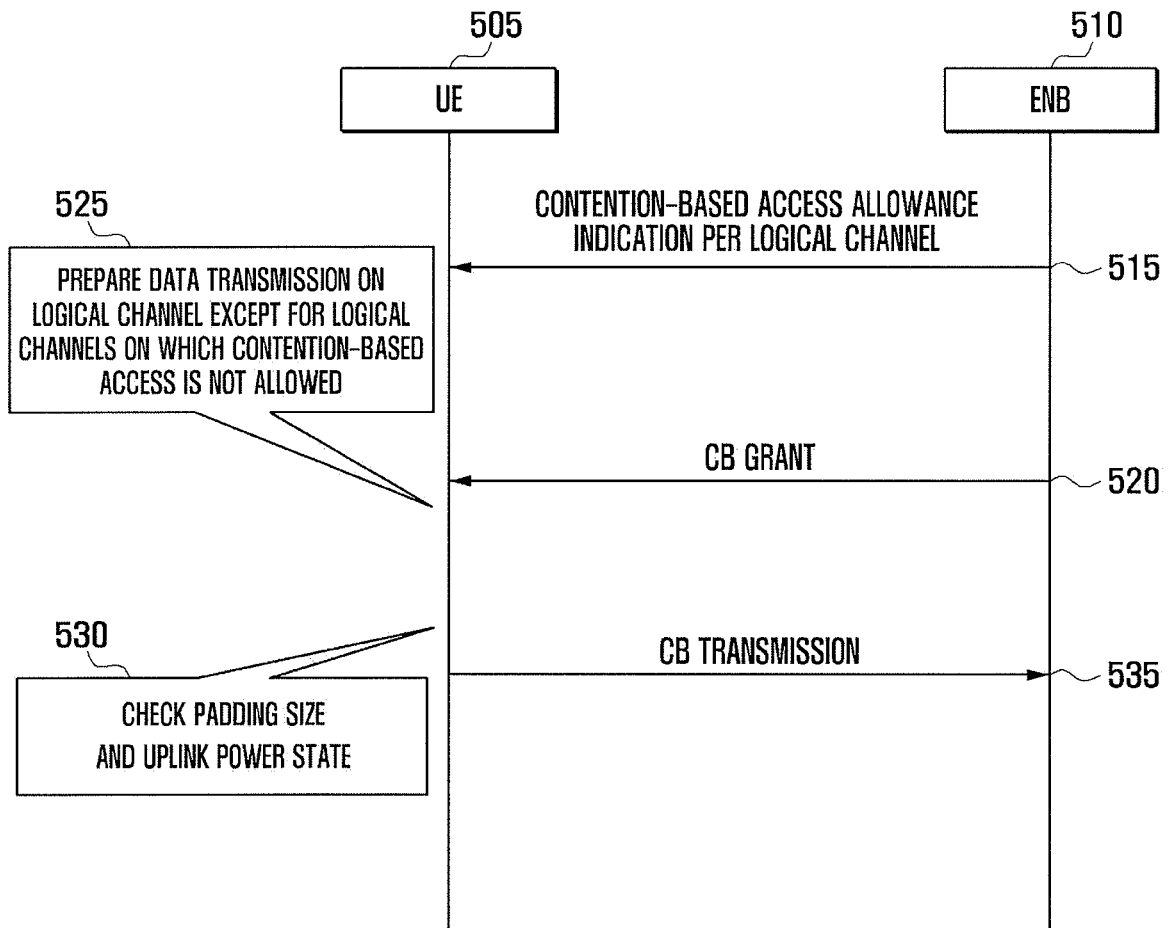 505
510
UE
ENB
CONTENTION-BASED ACCESS ALLOWANCE
INDICATION PER LOGICAL CHANNEL
515
525
PREPARE DATA TRANSMISSION ON
LOGICAL CHANNEL EXCEPT FOR LOGICAL
CHANNELS ON WHICH CONTENTION-BASED
ACCESS IS NOT ALLOWED
CB GRANT
520
530
CHECK PADDING SIZE
AND UPLINK POWER STATE
CB TRANSMISSION
535